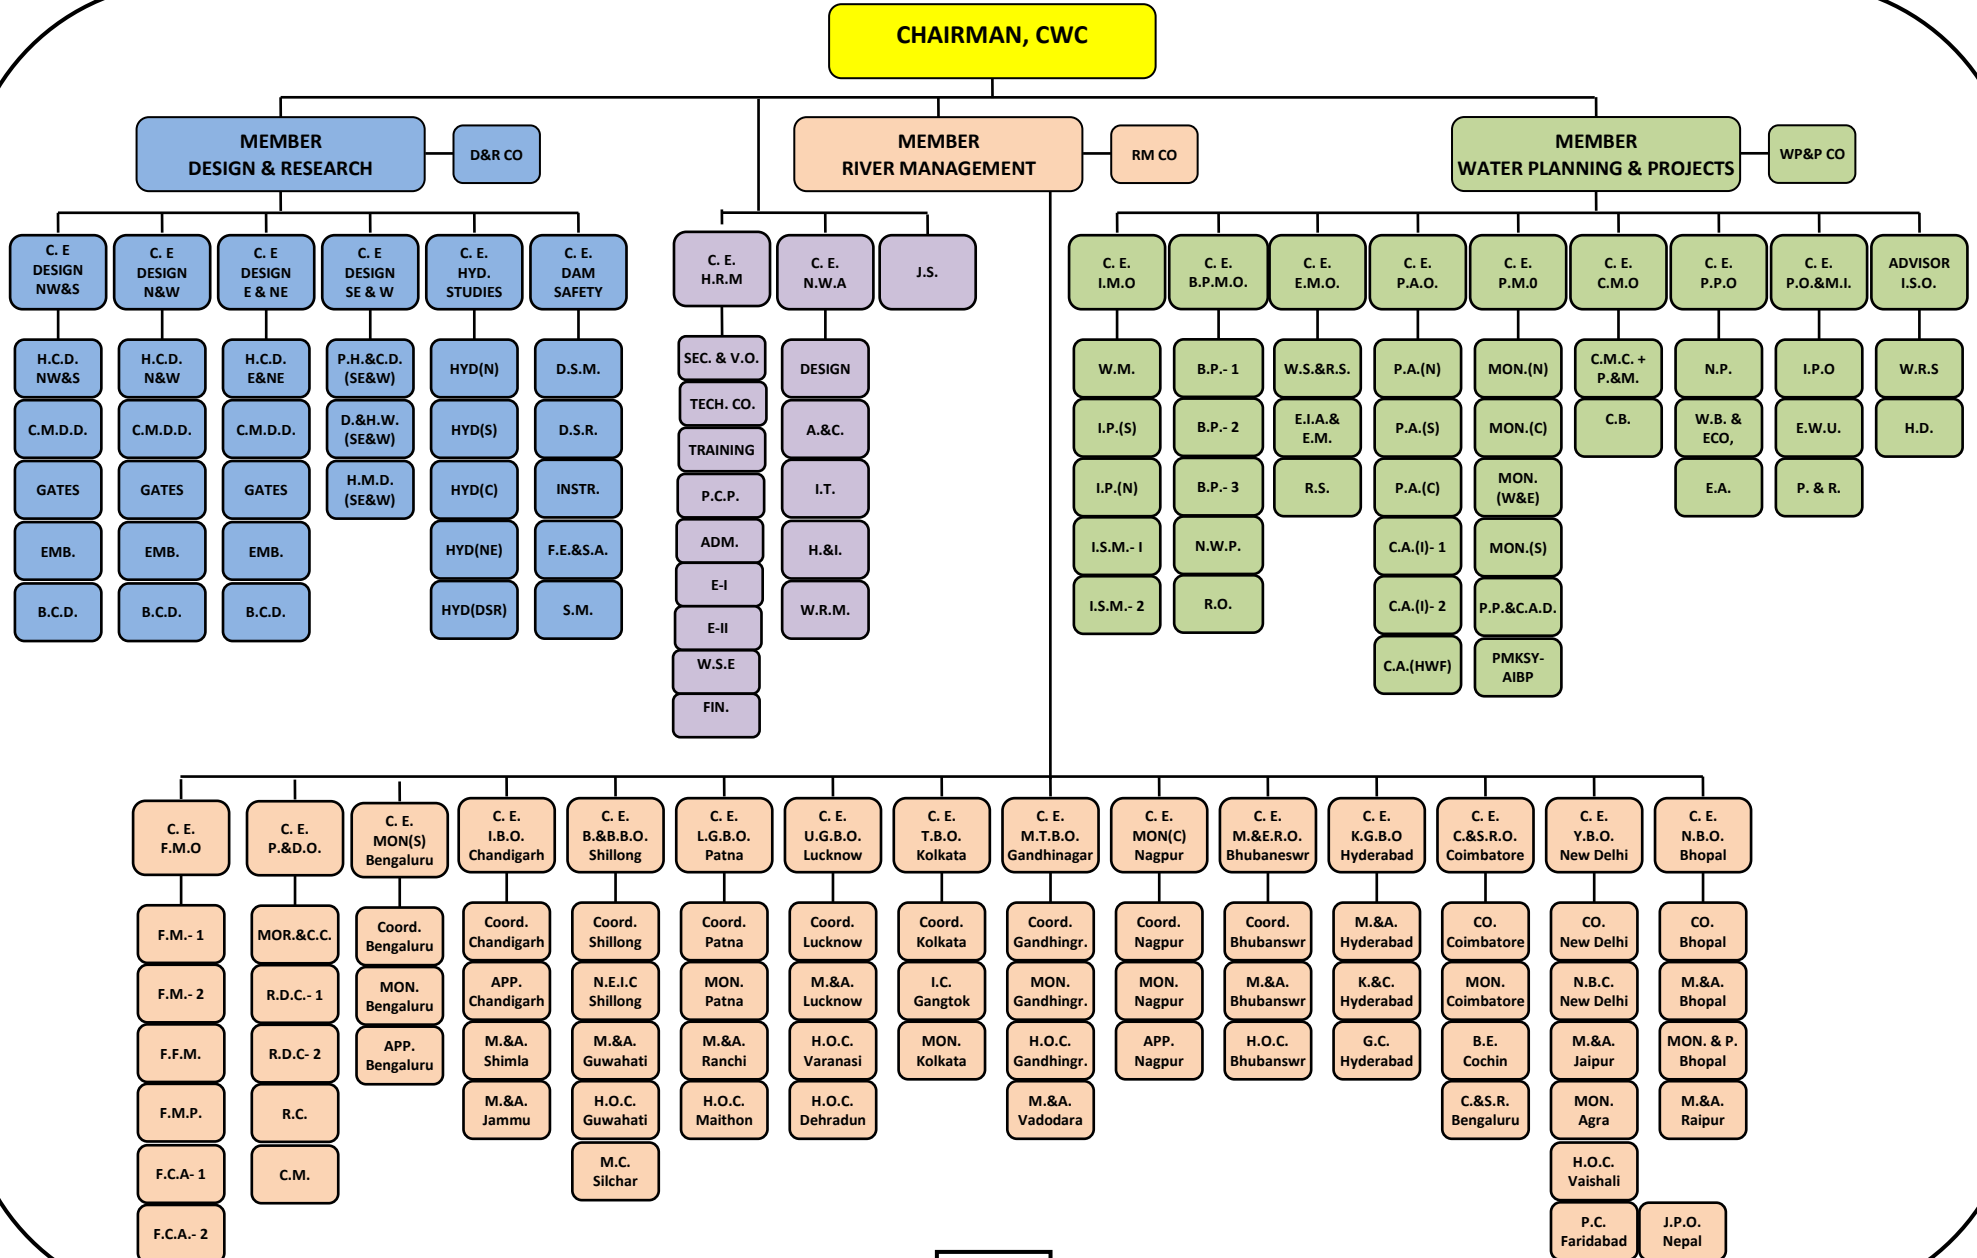 CHAIRMAN, CWC
MEMBER
DESIGN & RESEARCH
D&R CO
MEMBER
RIVER MANAGEMENT
RM CO
MEMBER
WATER PLANNING & PROJECTS
WP&P CO
C. E
DESIGN
NW&S
H.C.D.
NW&S
C.M.D.D.
GATES
EMB.
B.C.D.
C. E
DESIGN
N&W
H.C.D.
N&W
C.M.D.D.
GATES
EMB.
B.C.D.
C. E
DESIGN
E & NE
H.C.D.
E&NE
C.M.D.D.
GATES
EMB.
B.C.D.
C. E
DESIGN
SE & W
P.H.&C.D.
(SE&W)
D.&H.W.
(SE&W)
H.M.D.
(SE&W)
C. E.
HYD.
STUDIES
HYD(N)
HYD(S)
HYD(C)
HYD(NE)
HYD(DSR)
C. E.
DAM
SAFETY
D.S.M.
D.S.R.
INSTR.
F.E.&S.A.
S.M.
C. E.
H.R.M
SEC. & V.O.
TECH. CO.
TRAINING
P.C.P.
ADM.
E-I
E-II
W.S.E
FIN.
C. E.
N.W.A
DESIGN
A.&C.
I.T.
H.&I.
W.R.M.
J.S.
C. E.
I.M.O
W.M.
I.P.(S)
I.P.(N)
I.S.M.- I
I.S.M.- 2
C. E.
B.P.M.O.
B.P.- 1
B.P.- 2
B.P.- 3
N.W.P.
R.O.
C. E.
E.M.O.
W.S.&R.S.
E.I.A.&
E.M.
R.S.
C. E.
P.A.O.
P.A.(N)
P.A.(S)
P.A.(C)
C.A.(I)- 1
C.A.(I)- 2
C.A.(HWF)
C. E.
P.M.0
MON.(N)
MON.(C)
MON.
(W&E)
MON.(S)
P.P.&C.A.D.
PMKSY-
AIBP
C. E.
C.M.O
C.M.C. +
P.&M.
C.B.
C. E.
P.P.O
N.P.
W.B. &
ECO,
E.A.
C. E.
P.O.&M.I.
I.P.O
E.W.U.
P. & R.
ADVISOR
I.S.O.
W.R.S
H.D.
C. E.
F.M.O
F.M.- 1
F.M.- 2
F.F.M.
F.M.P.
F.C.A- 1
F.C.A.- 2
C. E.
P.&D.O.
MOR.&C.C.
R.D.C.- 1
R.D.C- 2
R.C.
C.M.
C. E.
MON(S)
Bengaluru
Coord.
Bengaluru
MON.
Bengaluru
APP.
Bengaluru
C. E.
I.B.O.
Chandigarh
Coord.
Chandigarh
APP.
Chandigarh
M.&A.
Shimla
M.&A.
Jammu
C. E.
B.&B.B.O.
Shillong
Coord.
Shillong
N.E.I.C
Shillong
M.&A.
Guwahati
H.O.C.
Guwahati
M.C.
Silchar
C. E.
L.G.B.O.
Patna
Coord.
Patna
MON.
Patna
M.&A.
Ranchi
H.O.C.
Maithon
C. E.
U.G.B.O.
Lucknow
Coord.
Lucknow
M.&A.
Lucknow
H.O.C.
Varanasi
H.O.C.
Dehradun
C. E.
T.B.O.
Kolkata
Coord.
Kolkata
I.C.
Gangtok
MON.
Kolkata
C. E.
M.T.B.O.
Gandhinagar
Coord.
Gandhingr.
MON.
Gandhingr.
H.O.C.
Gandhingr.
M.&A.
Vadodara
C. E.
MON(C)
Nagpur
Coord.
Nagpur
MON.
Nagpur
APP.
Nagpur
C. E.
M.&E.R.O.
Bhubaneswr
Coord.
Bhubanswr
M.&A.
Bhubanswr
H.O.C.
Bhubanswr
C. E.
K.G.B.O
Hyderabad
M.&A.
Hyderabad
K.&C.
Hyderabad
G.C.
Hyderabad
C. E.
C.&S.R.O.
Coimbatore
CO.
Coimbatore
MON.
Coimbatore
B.E.
Cochin
C.&S.R.
Bengaluru
C. E.
Y.B.O.
New Delhi
CO.
New Delhi
N.B.C.
New Delhi
M.&A.
Jaipur
MON.
Agra
H.O.C.
Vaishali
P.C.
Faridabad
C. E.
N.B.O.
Bhopal
CO.
Bhopal
M.&A.
Bhopal
MON. & P.
Bhopal
M.&A.
Raipur
J.P.O.
Nepal